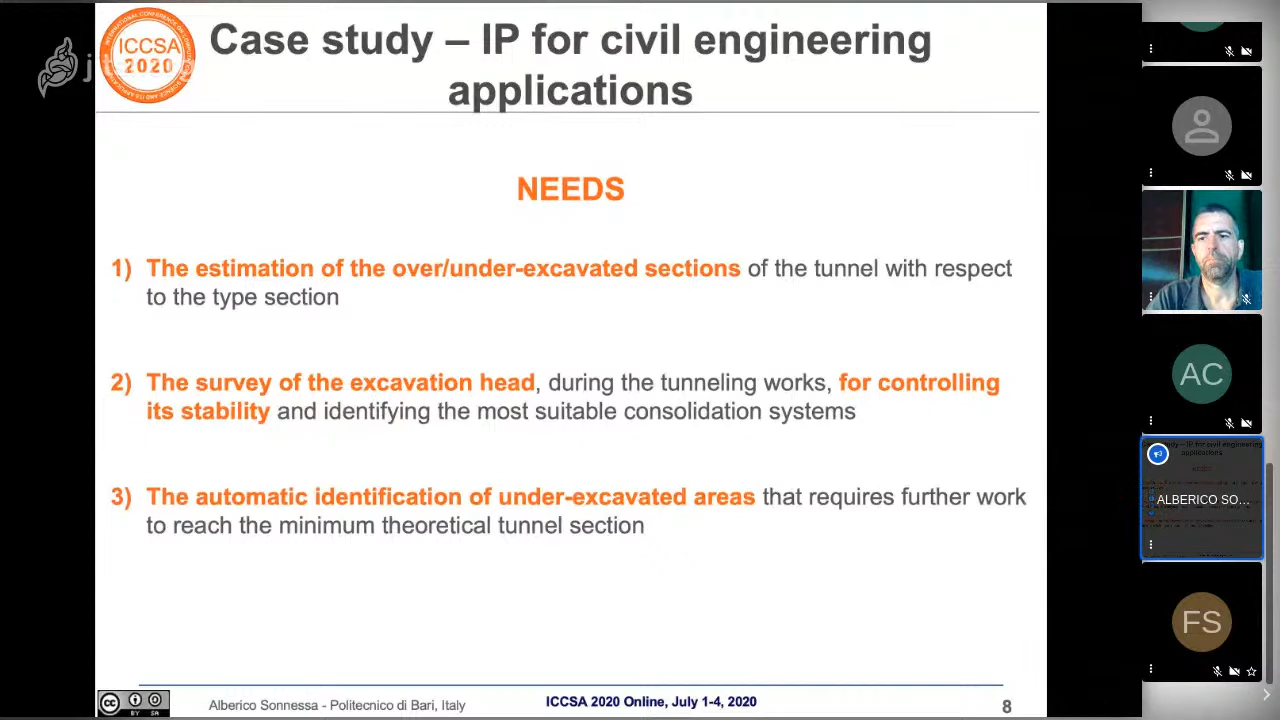 ICCSA
2020
Case study – IP for civil engineering
applications
NEEDS
1) The estimation of the over/under-excavated sections of the tunnel with respect
to the type section
2) The survey of the excavation head, during the tunneling works, for controlling
its stability and identifying the most suitable consolidation systems
3) The automatic identification of under-excavated areas that requires further work
to reach the minimum theoretical tunnel section
BY SA
Alberico Sonnessa - Politecnico di Bari, Italy
ICCSA 2020 Online, July 1-4, 2020
8
AC
ALBERICO SO...
FS